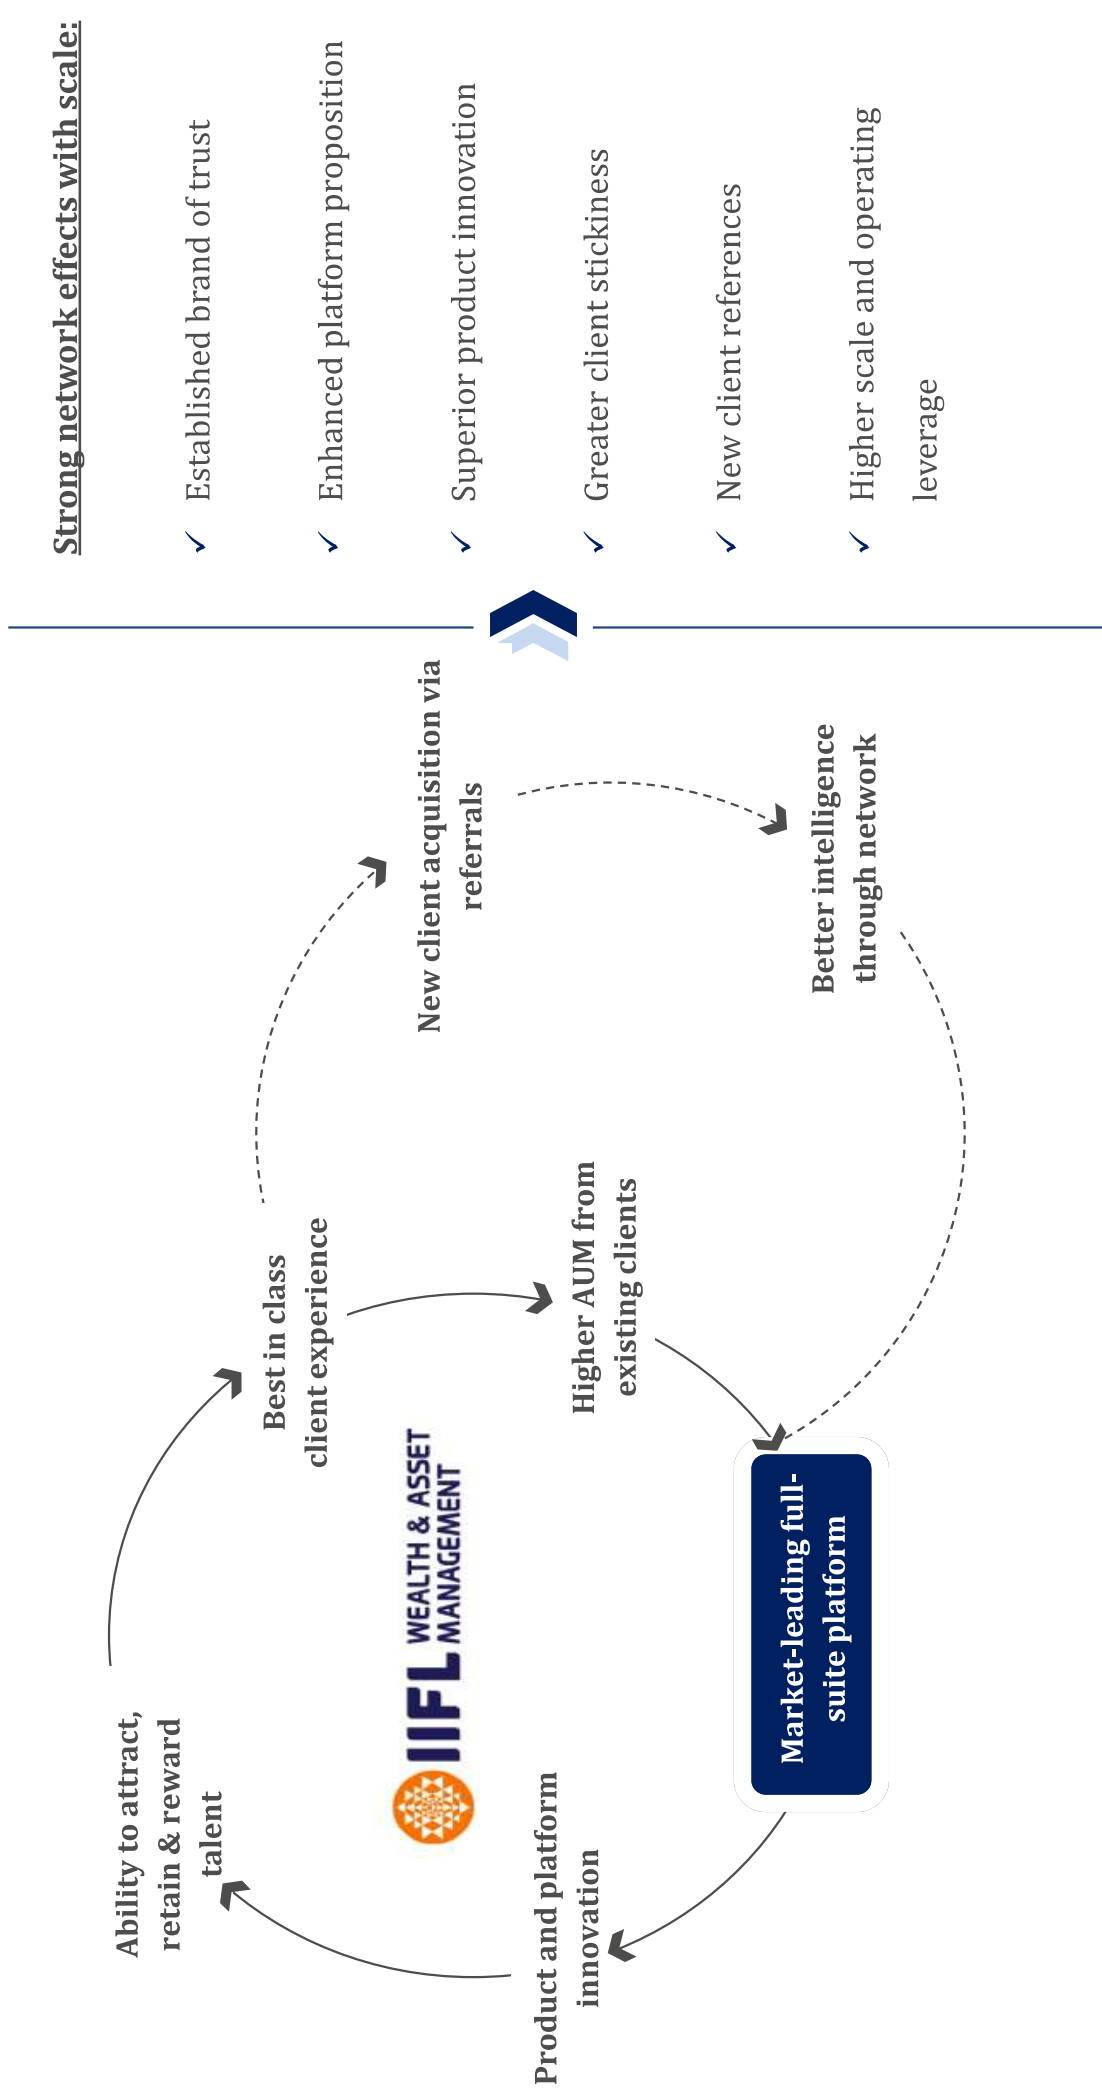 Ability to attract,
retain & reward
talent
Best in class
client experience
New client acquisition via
referrals
IIFL WEALTH & ASSET
MANAGEMENT
Product and platform
innovation
Higher AUM from
existing clients
Market-leading full-
suite platform
Better intelligence
through network
Strong network effects with scale:
✓ Established brand of trust
✓ Enhanced platform proposition
✓ Superior product innovation
✓ Greater client stickiness
✓ New client references
✓ Higher scale and operating
leverage